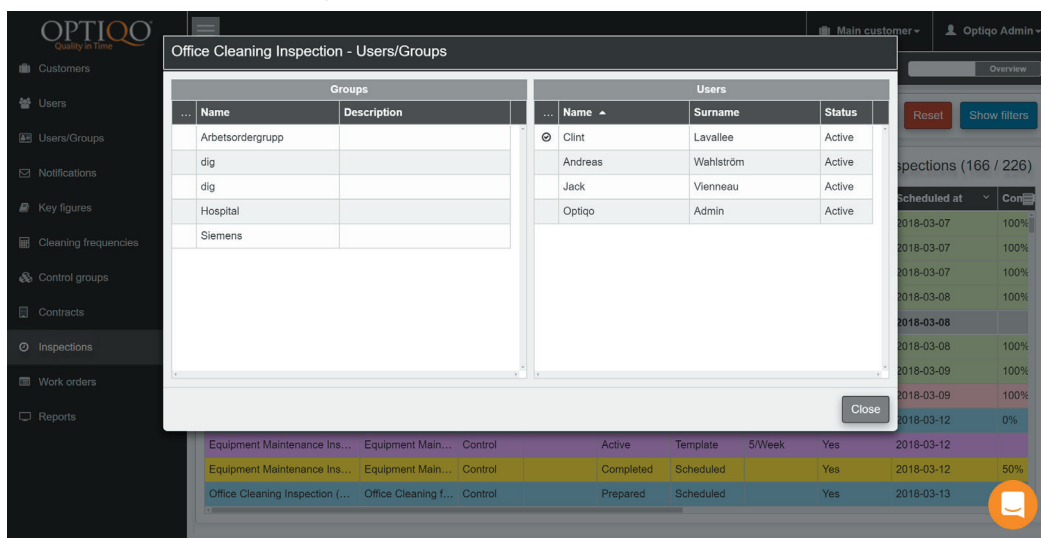 OPTIQO
Quality in Time
Main customer
Optiqo Admin
Customers
Users
Users/Groups
Notifications
Key figures
Cleaning frequencies
Control groups
Contracts
Inspections
Work orders
Reports
Overview
Reset
Show filters
spections (166 / 226)
Office Cleaning Inspection - Users/Groups
Groups
... Name Description
Arbetsordergrupp
dig
dig
Hospital
Siemens
Users
... Name Surname Status
Clint Lavallee Active
Andreas Wahlström Active
Jack Vienneau Active
Optiqo Admin Active
Close
Scheduled at Con
2018-03-07 100%
2018-03-07 100%
2018-03-07 100%
2018-03-08 100%
2018-03-08
2018-03-08 100%
2018-03-09 100%
2018-03-09 100%
2018-03-12 0%
Equipment Maintenance Ins... Equipment Main... Control Active Template 5/Week Yes 2018-03-12
Equipment Maintenance Ins... Equipment Main... Control Completed Scheduled Yes 2018-03-12 50%
Office Cleaning Inspection (... Office Cleaning f... Control Prepared Scheduled Yes 2018-03-13